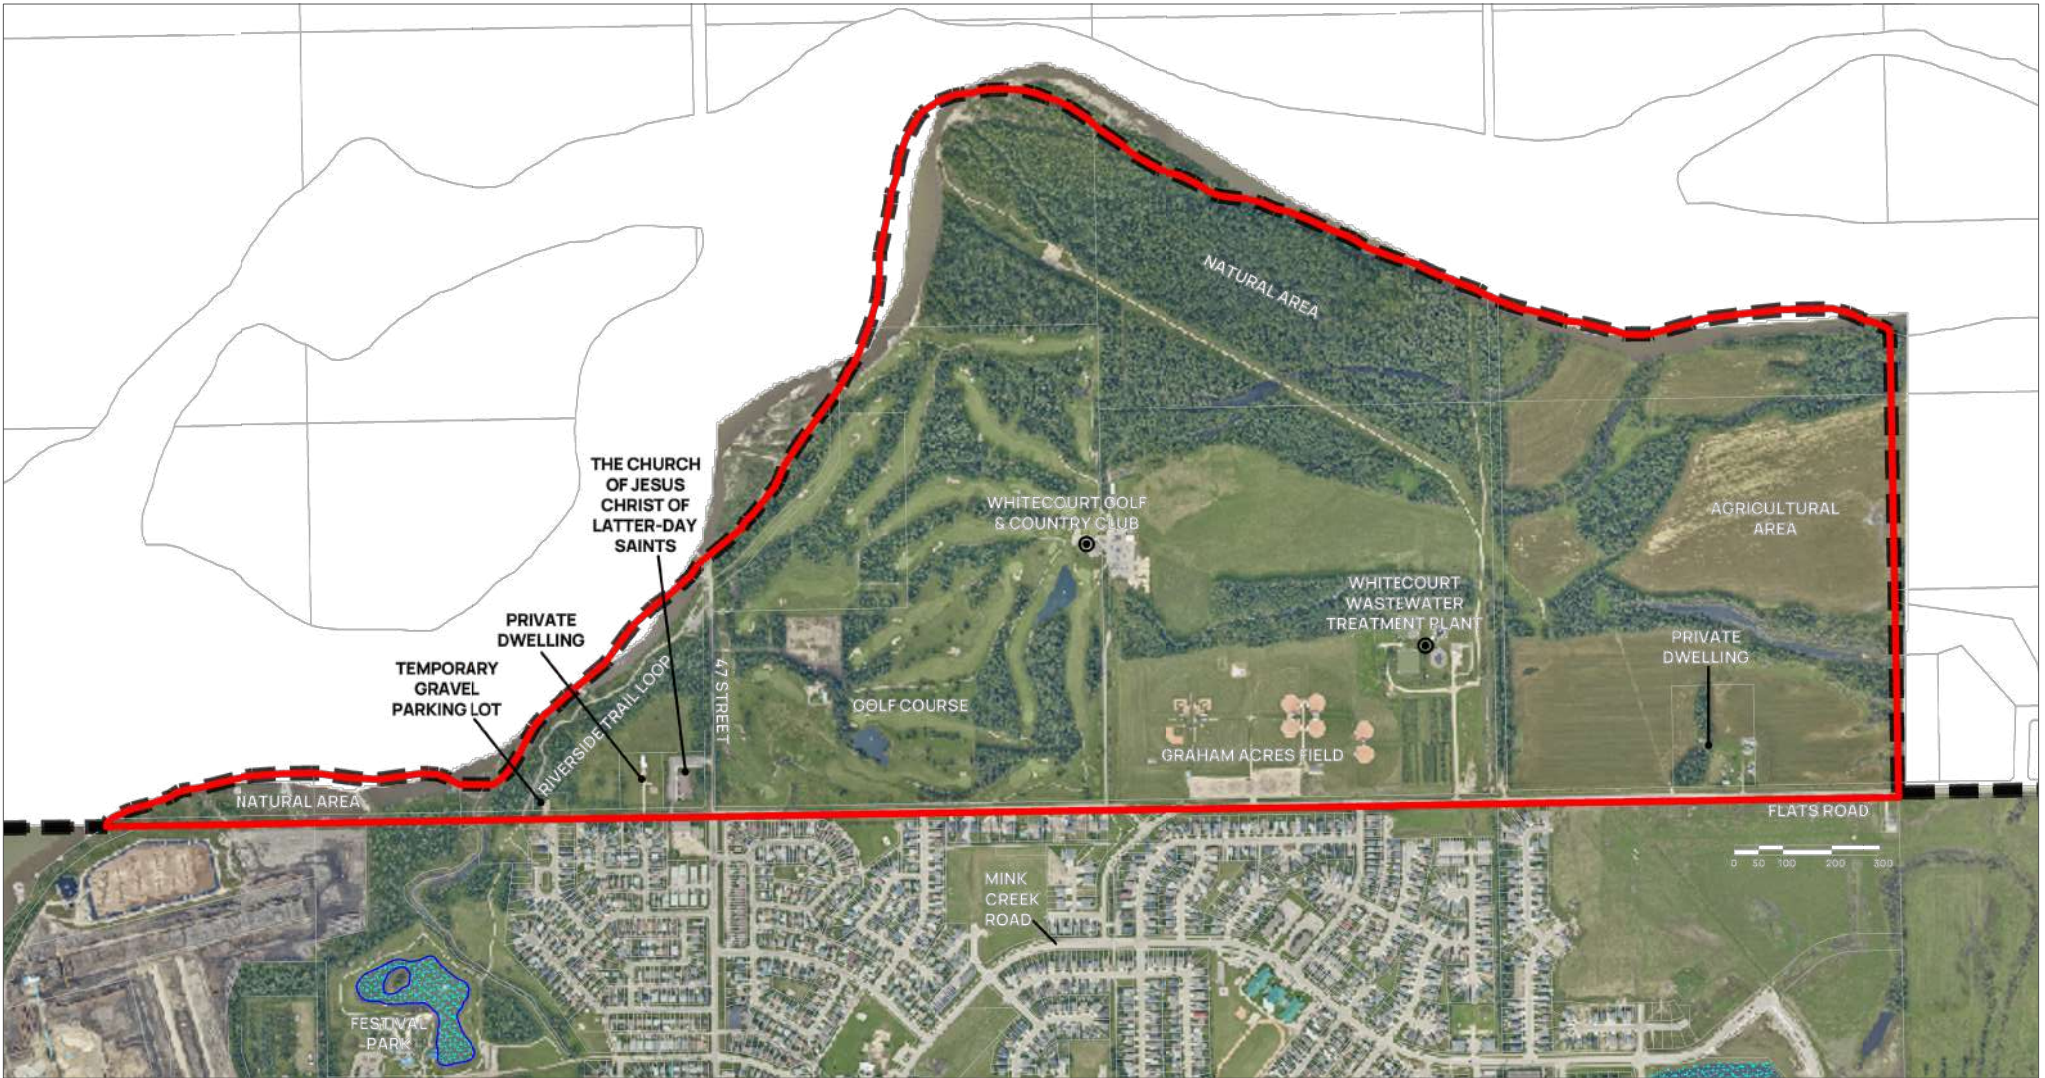 NATURAL AREA
THE CHURCH
OF JESUS
CHRIST OF
LATTER-DAY
SAINTS
WHITECOURT GOLF
& COUNTRY CLUB
AGRICULTURAL
AREA
WHITECOURT
WASTEWATER
TREATMENT PLANT
PRIVATE
DWELLING
PRIVATE
DWELLING
TEMPORARY
GRAVEL
PARKING LOT
RIVERSIDE TRAIL LOOP
47 STREET
GOLF COURSE
GRAHAM ACRES FIELD
NATURAL AREA
FLATS ROAD
0 50 100 200 300
MINK
CREEK
ROAD
FESTIVAL
PARK